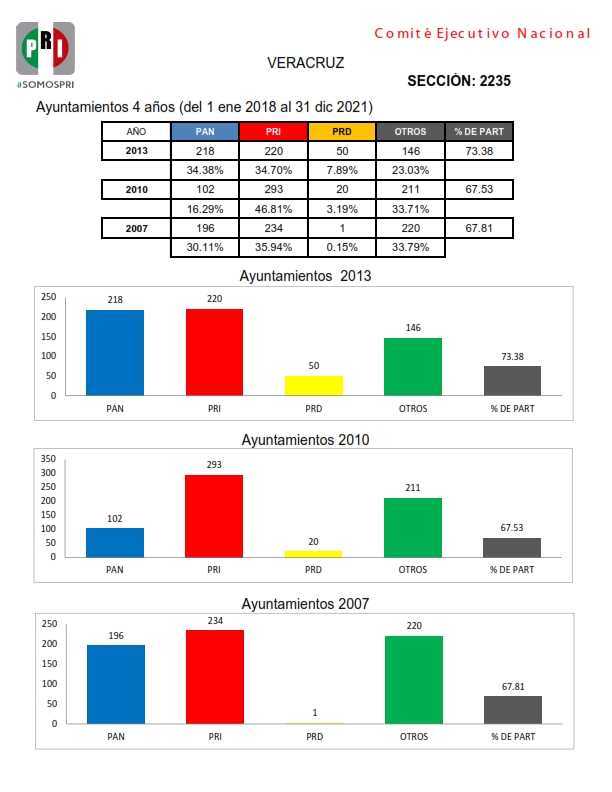 Comité Ejecutivo Nacional
PRI
#SOMOSPRI
VERACRUZ
SECCIÓN: 2235
Ayuntamientos 4 años (del 1 ene 2018 al 31 dic 2021)
AÑO PAN PRI PRD OTROS % DE PART
2013 218 220 50 146 73.38
34.38% 34.70% 7.89% 23.03%
2010 102 293 20 211 67.53
16.29% 46.81% 3.19% 33.71%
2007 196 234 1 220 67.81
30.11% 35.94% 0.15% 33.79%
Ayuntamientos 2013
250
200
150
100
50
0
218 220 50 146 73.38
PAN PRI PRD OTROS % DE PART
Ayuntamientos 2010
350
300
250
200
150
100
50
0
102 293 20 211 67.53
PAN PRI PRD OTROS % DE PART
Ayuntamientos 2007
250
200
150
100
50
0
196 234 1 220 67.81
PAN PRI PRD OTROS % DE PART